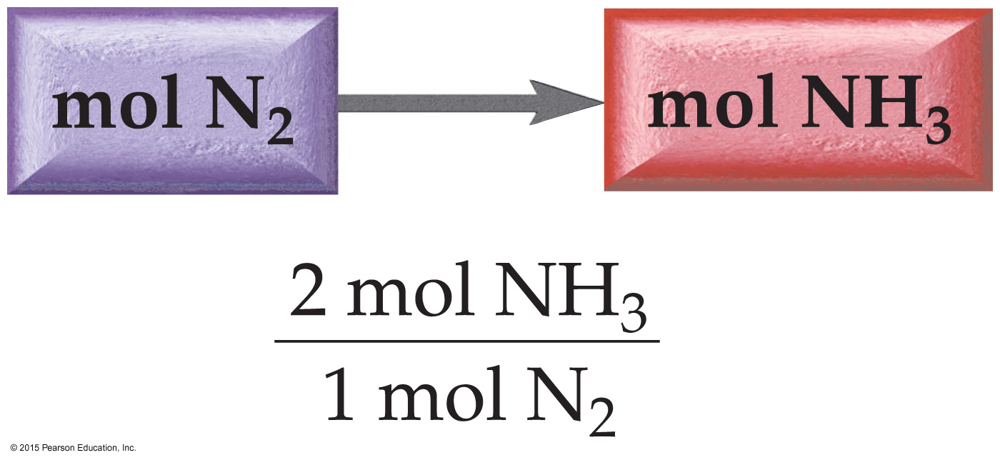 mol N₂ mol NH₃
2 mol NH₃
1 mol N₂
© 2015 Pearson Education, Inc.